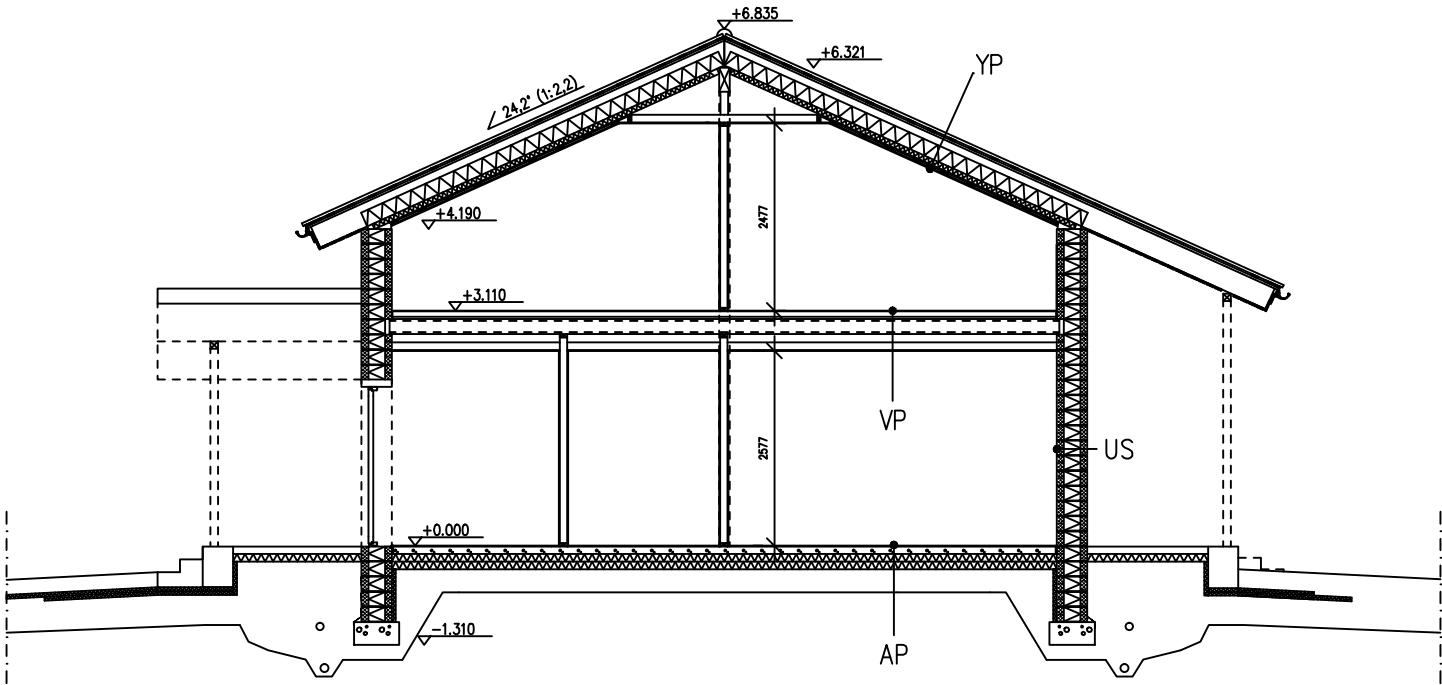 +6.835
+6.321
YP
24,2° (1:2,2)
+4.190
2477
+3.110
VP
2577
US
+0.000
-1.310
AP